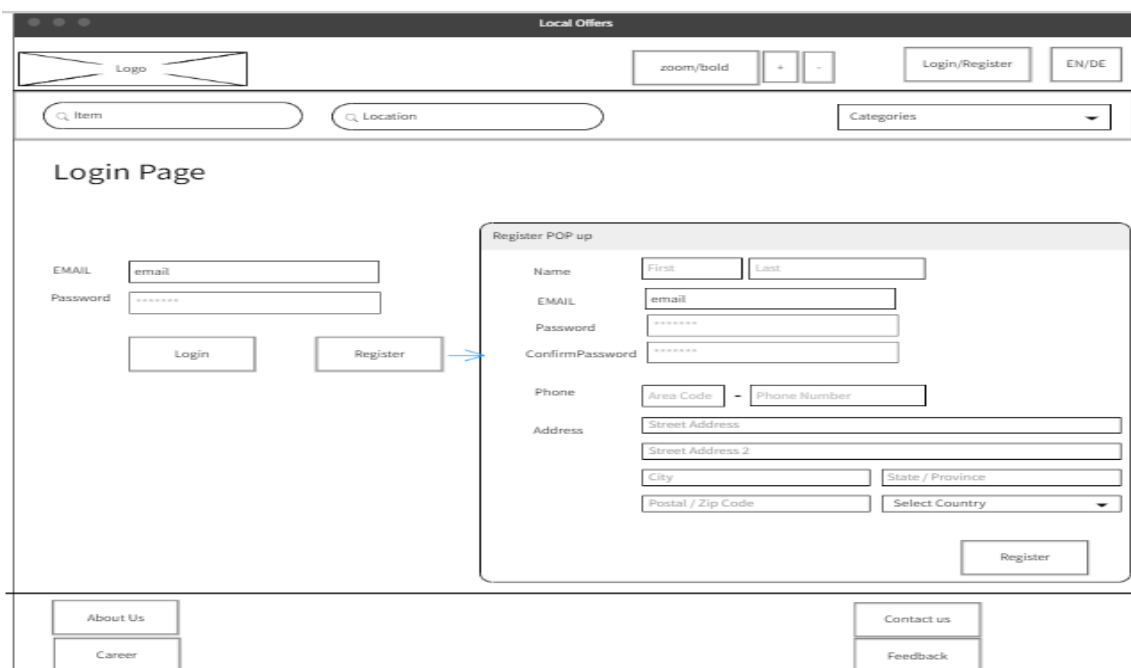 Local Offers
Logo
zoom/bold + -
Login/Register
EN/DE
Item
Location
Categories
Login Page
EMAIL email
Password *******
Login
Register
Register POP up
Name First Last
EMAIL email
Password *******
ConfirmPassword *******
Phone Area Code - Phone Number
Address Street Address
Street Address 2
City State / Province
Postal / Zip Code Select Country
Register
About Us
Career
Contact us
Feedback